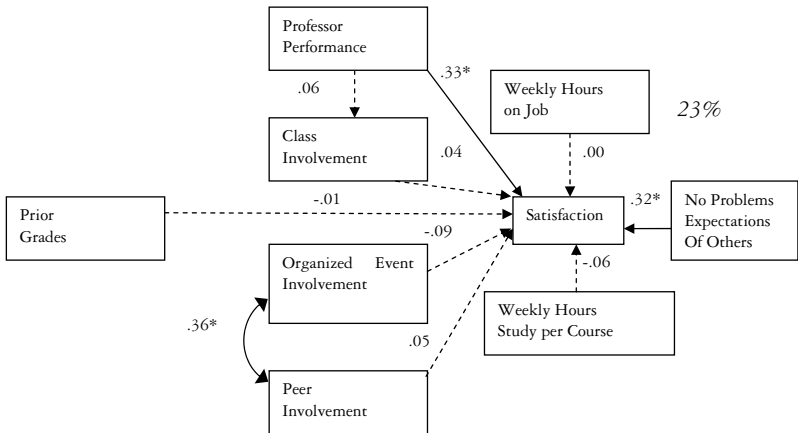 Professor
Performance
.33*
.06
Weekly Hours
on Job
23%
Class
Involvement
.04
.00
-.01
Prior
Grades
Satisfaction
.32*
No Problems
Expectations
Of Others
-.09
Organized Event
Involvement
-.06
Weekly Hours
Study per Course
.36*
.05
Peer
Involvement